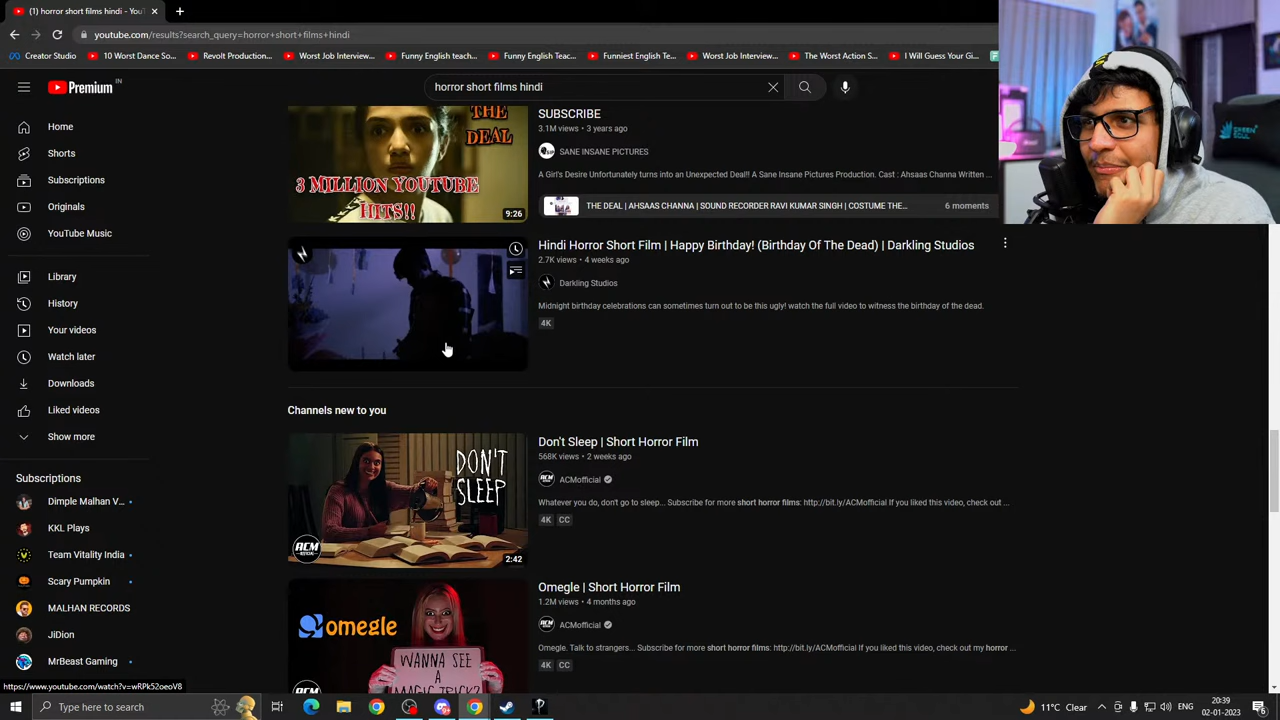 (1) horror short films hindi - You
youtube.com/results?search_query=horror+short+films+hindi
Creator Studio
10 Worst Dance So...
Revolt Production...
Worst Job Interview...
Funny English Teac...
Funniest English Te...
Worst Job Interview...
The Worst Action S...
I Will Guess Your Gi...
Premium
IN
horror short films hindi
Home
Shorts
Subscriptions
Originals
YouTube Music
Library
History
Your videos
Watch later
Downloads
Liked videos
Show more
Subscriptions
Dimple Malhan V...
KKL Plays
Team Vitality India
Scary Pumpkin
MALHAN RECORDS
JiDion
MrBeast Gaming
THE
DEAL
3 MILLION YOUTUBE
HITS!!
9:26
SUBSCRIBE
3.1M views • 3 years ago
SANE INSANE PICTURES
A Girl's Desire Unfortunately turns into an Unexpected Deal!! A Sane Insane Pictures Production. Cast : Ahsaas Channa Written ...
THE DEAL | AHSAAS CHANNA | SOUND RECORDER RAVI KUMAR SINGH | COSTUME THE...
6 moments
Hindi Horror Short Film | Happy Birthday! (Birthday Of The Dead) | Darkling Studios
2.7K views • 4 weeks ago
Darkling Studios
Midnight birthday celebrations can sometimes turn out to be this ugly! watch the full video to witness the birthday of the dead.
4K
Channels new to you
DON'T
SLEEP
ACM
OFFICIAL
2:42
Don't Sleep | Short Horror Film
568K views • 2 weeks ago
ACMofficial
Whatever you do, don't go to sleep... Subscribe for more short horror films: http://bit.ly/ACMofficial If you liked this video, check out ...
4K CC
omegle
WANNA SEE
A
MAGIC TRICK?
Omegle | Short Horror Film
1.2M views • 4 months ago
ACMofficial
Omegle. Talk to strangers... Subscribe for more short horror films: http://bit.ly/ACMofficial If you liked this video, check out my horror ...
4K CC
https://www.youtube.com/watch?v=wRPk52oeoV8
Type here to search
11°C Clear
20:39
02-01-2023